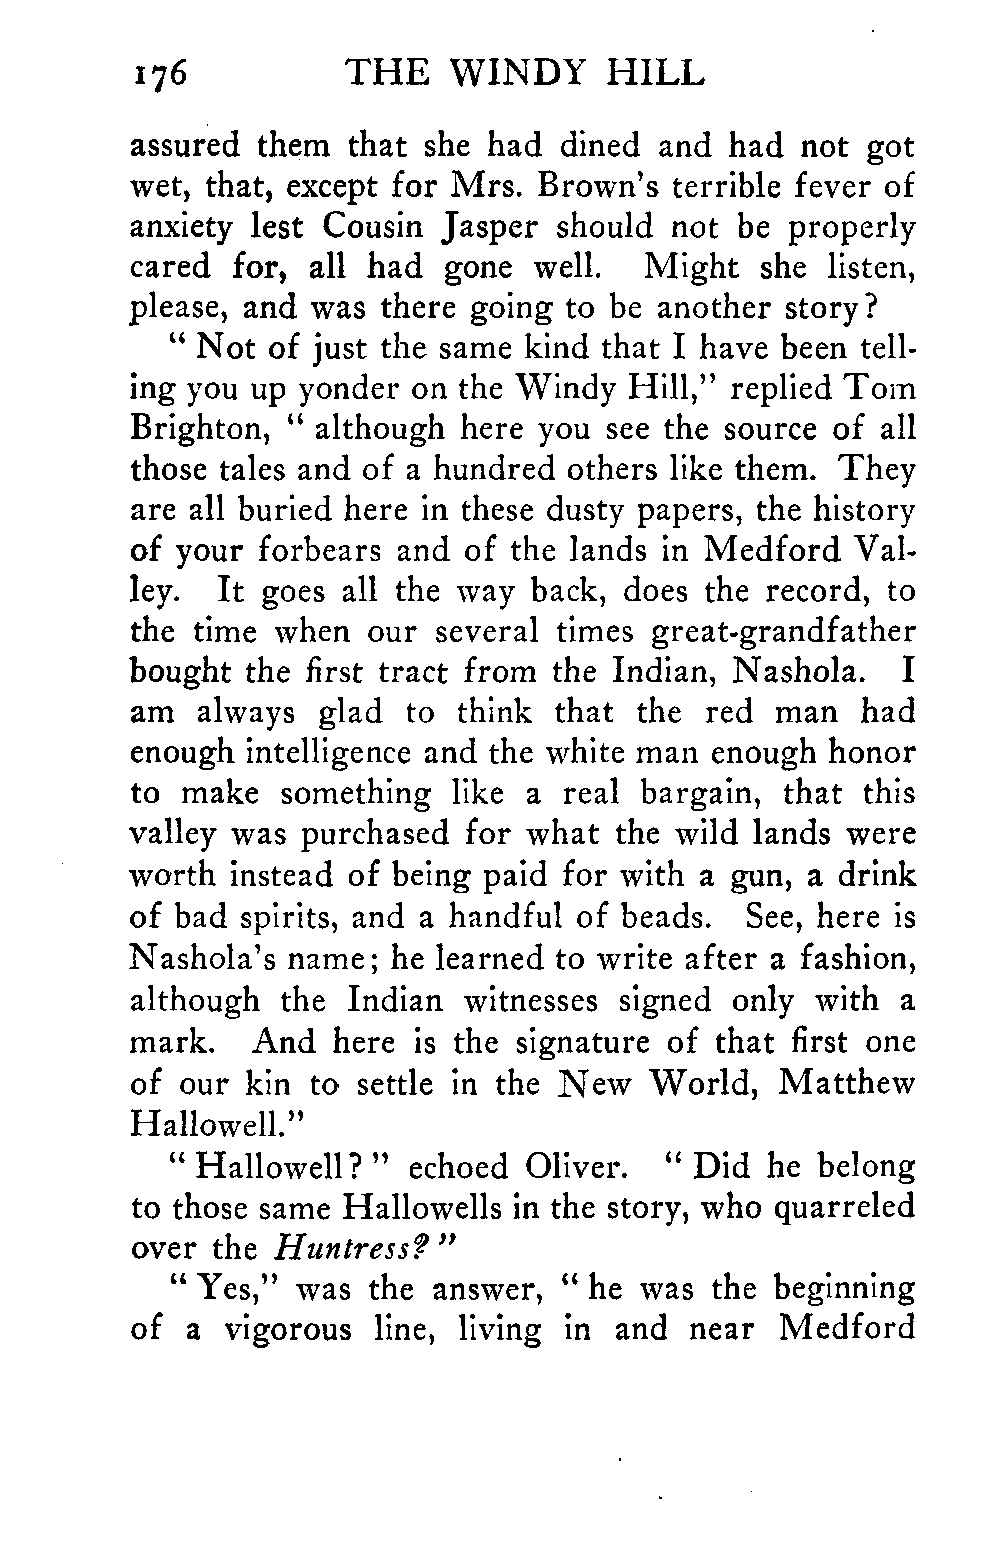 176 THE WINDY HILL
assured them that she had dined and had not got
wet, that, except for Mrs. Brown's terrible fever of
anxiety lest Cousin Jasper should not be properly
cared for, all had gone well. Might she listen,
please, and was there going to be another story?
" Not of just the same kind that I have been tell-
ing you up yonder on the Windy Hill," replied Tom
Brighton, " although here you see the source of all
those tales and of a hundred others like them. They
are all buried here in these dusty papers, the history
of your forbears and of the lands in Medford Val-
ley. It goes all the way back, does the record, to
the time when our several times great-grandfather
bought the first tract from the Indian, Nashola. I
am always glad to think that the red man had
enough intelligence and the white man enough honor
to make something like a real bargain, that this
valley was purchased for what the wild lands were
worth instead of being paid for with a gun, a drink
of bad spirits, and a handful of beads. See, here is
Nashola's name; he learned to write after a fashion,
although the Indian witnesses signed only with a
mark. And here is the signature of that first one
of our kin to settle in the New World, Matthew
Hallowell."
" Hallowell? " echoed Oliver. " Did he belong
to those same Hallowells in the story, who quarreled
over the Huntress? "
" Yes," was the answer, " he was the beginning
of a vigorous line, living in and near Medford